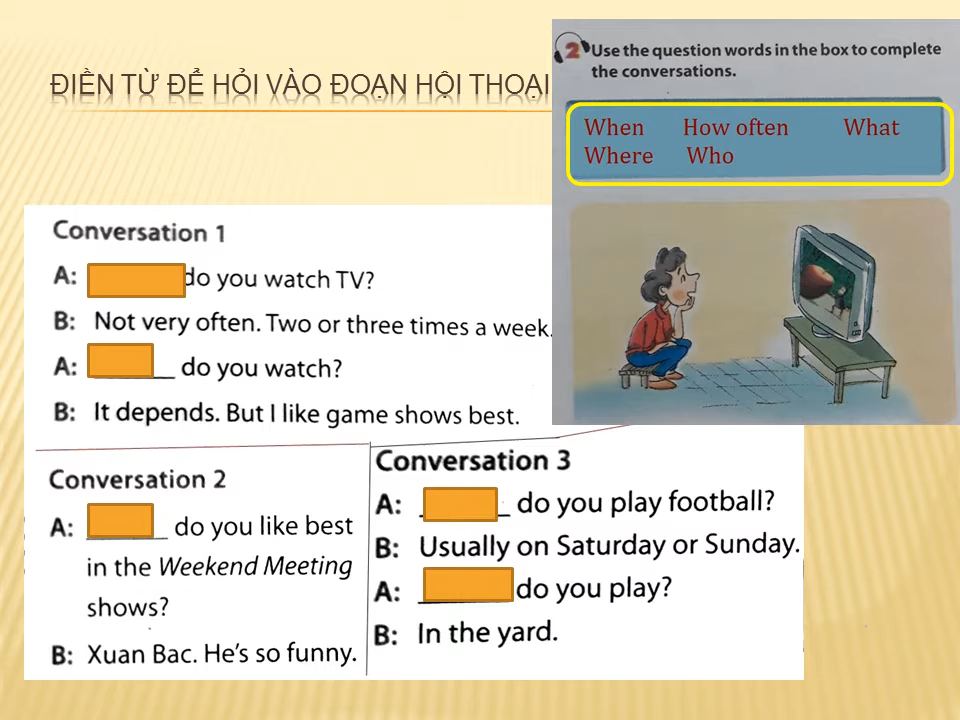 ĐIỀN TỪ ĐỂ HỎI VÀO ĐOẠN HỘI THOẠI
2 Use the question words in the box to complete
the conversations.
When How often What
Where Who
Conversation 1
A: do you watch TV?
B: Not very often. Two or three times a week.
A: do you watch?
B: It depends. But I like game shows best.
Conversation 2
A: do you like best
in the Weekend Meeting
shows?
B: Xuan Bac. He's so funny.
Conversation 3
A: do you play football?
B: Usually on Saturday or Sunday.
A: do you play?
B: In the yard.